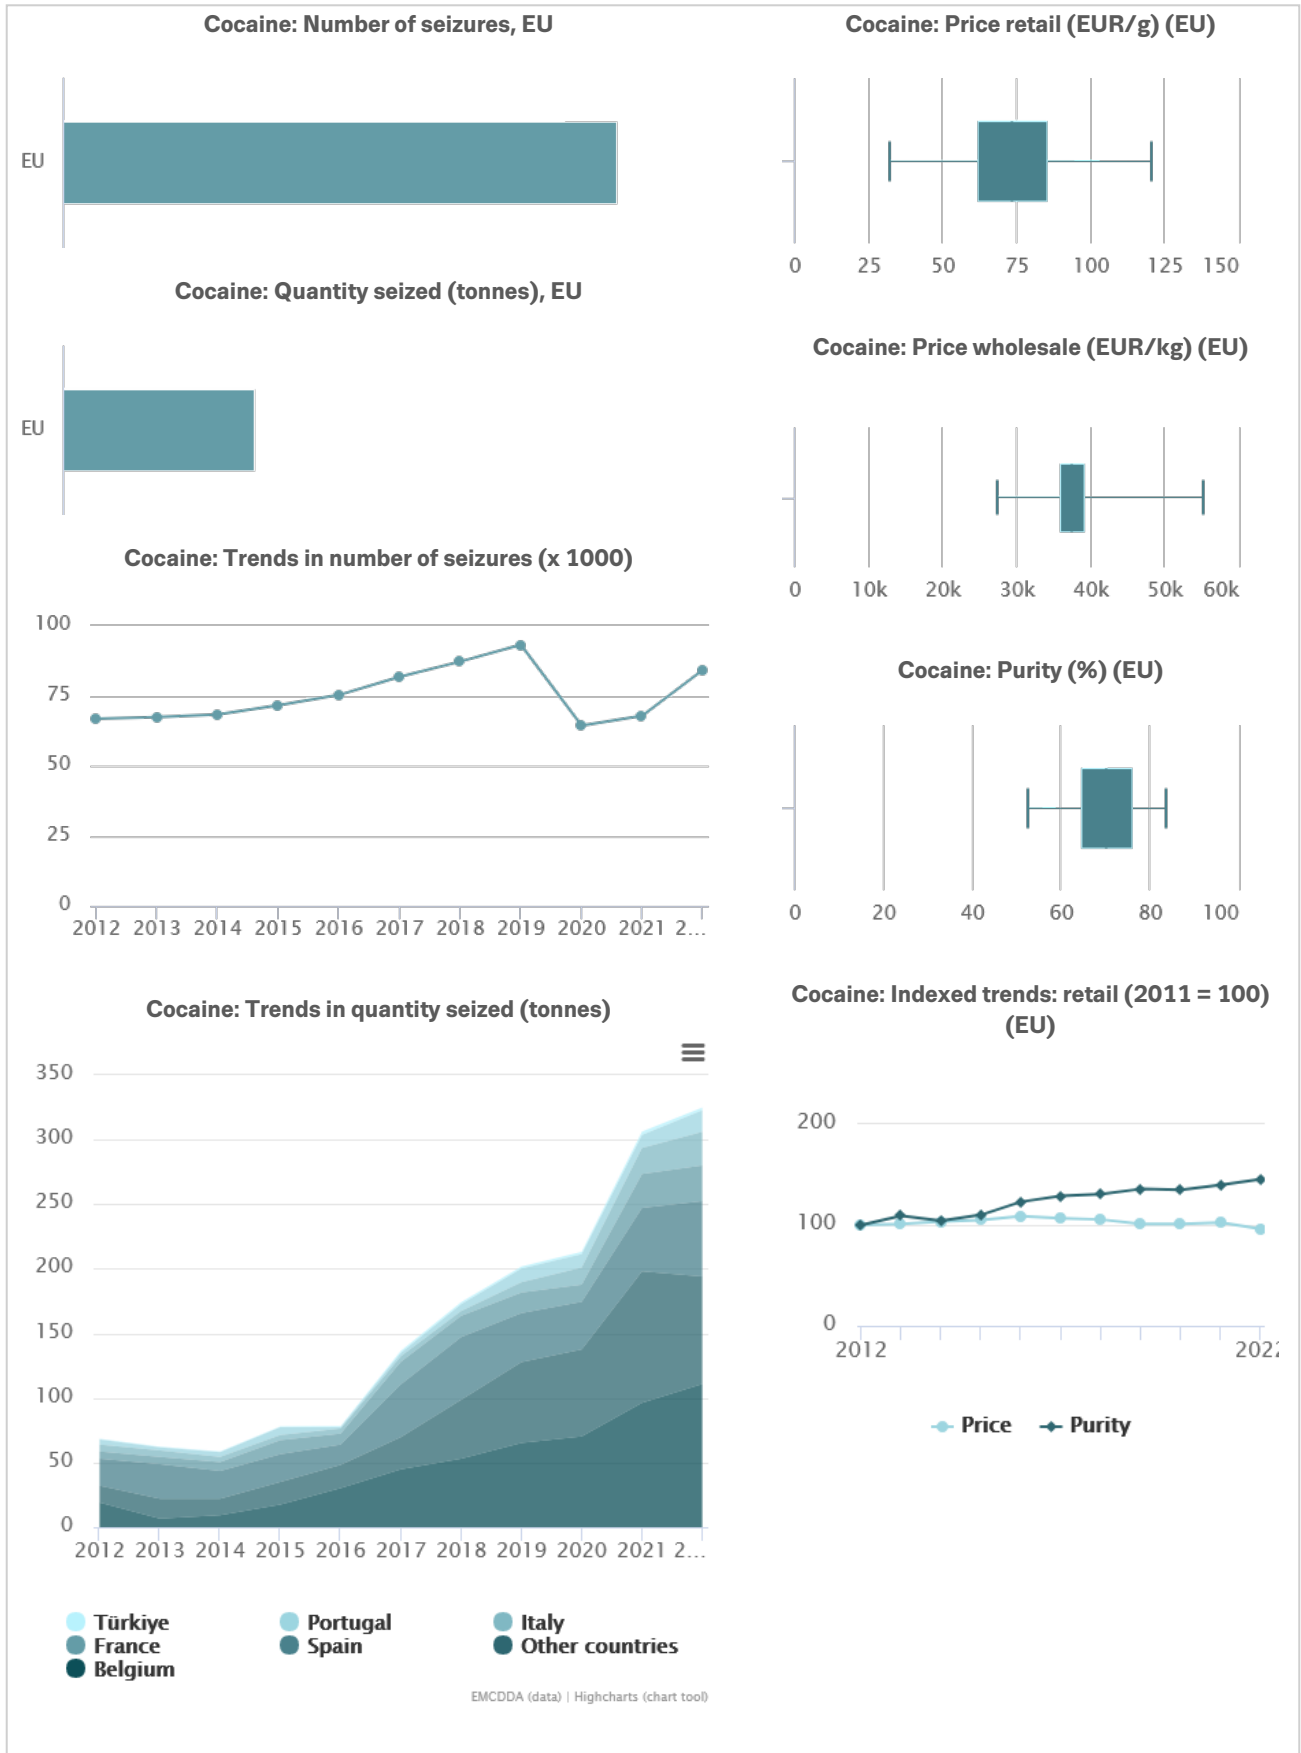 Cocaine: Number of seizures, EU
EU
Cocaine: Quantity seized (tonnes), EU
EU
Cocaine: Trends in number of seizures (x 1000)
100
75
50
25
0
2012 2013 2014 2015 2016 2017 2018 2019 2020 2021 2...
Cocaine: Trends in quantity seized (tonnes)
350
300
250
200
150
100
50
0
2012 2013 2014 2015 2016 2017 2018 2019 2020 2021 2...
Türkiye Portugal Italy
France Spain Other countries
Belgium
EMCDDA (data) | Highcharts (chart tool)
Cocaine: Price retail (EUR/g) (EU)
0 25 50 75 100 125 150
Cocaine: Price wholesale (EUR/kg) (EU)
0 10k 20k 30k 40k 50k 60k
Cocaine: Purity (%) (EU)
0 20 40 60 80 100
Cocaine: Indexed trends: retail (2011 = 100)
(EU)
200
100
0
2012 2022
Price Purity